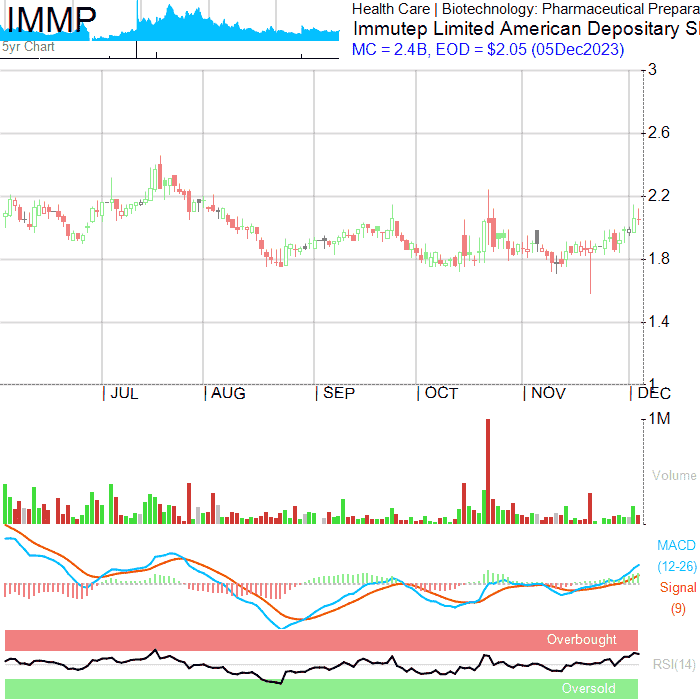 IMMP
5yr Chart
Health Care | Biotechnology: Pharmaceutical Prepara
Immutep Limited American Depositary S
MC = 2.4B, EOD = $2.05 (05Dec2023)
3
2.6
2.2
1.8
1.4
1
JUL AUG SEP OCT NOV DEC
1M
Volume
MACD
(12-26)
Signal
(9)
Overbought
RSI(14)
Oversold